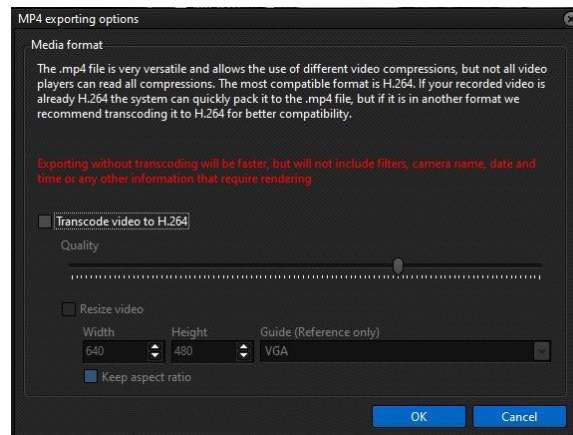 MP4 exporting options
Media format
The .mp4 file is very versatile and allows the use of different video compressions, but not all video
players can read all compressions. The most compatible format is H.264. If your recorded video is
already H.264 the system can quickly pack it to the .mp4 file, but if it is in another format we
recommend transcoding it to H.264 for better compatibility.
Exporting without transcoding will be faster, but will not include filters, camera name, date and
time or any other information that require rendering
Transcode video to H.264
Quality
Resize video
Width Height Guide (Reference only)
640 480 VGA
Keep aspect ratio
OK Cancel